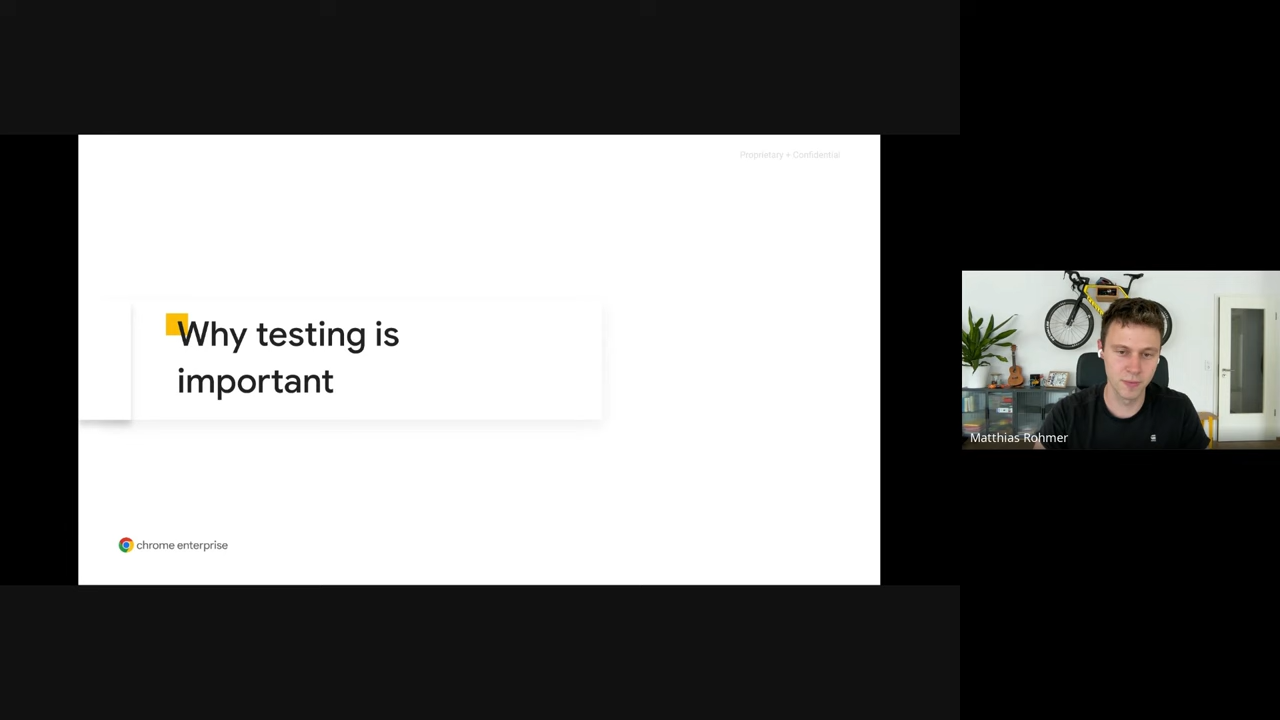 Proprietary + Confidential
Why testing is
important
chrome enterprise
Matthias Rohmer